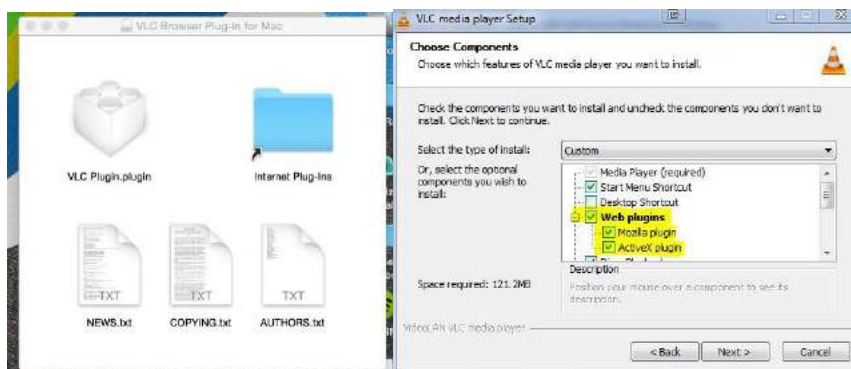 VLC Browser Plug-In for Mac
VLC Plugin.plugin
Internet Plug-Ins
TXT
TXT
TXT
NEWS.txt
COPYING.txt
AUTHORS.txt
VLC media player Setup
Choose Components
Choose which features of VLC media player you want to install.
Check the components you want to install and uncheck the components you don't want to
install. Click Next to continue.
Select the type of install:
Custom
Or, select the optional
components you wish to
install:
Media Player (required)
Start Menu Shortcut
Desktop Shortcut
Web plugins
Mozilla plugin
ActiveX plugin
Space required: 121.2MB
Description
Position your mouse over a component to see its
description.
VideoLAN VLC media player
< Back
Next >
Cancel